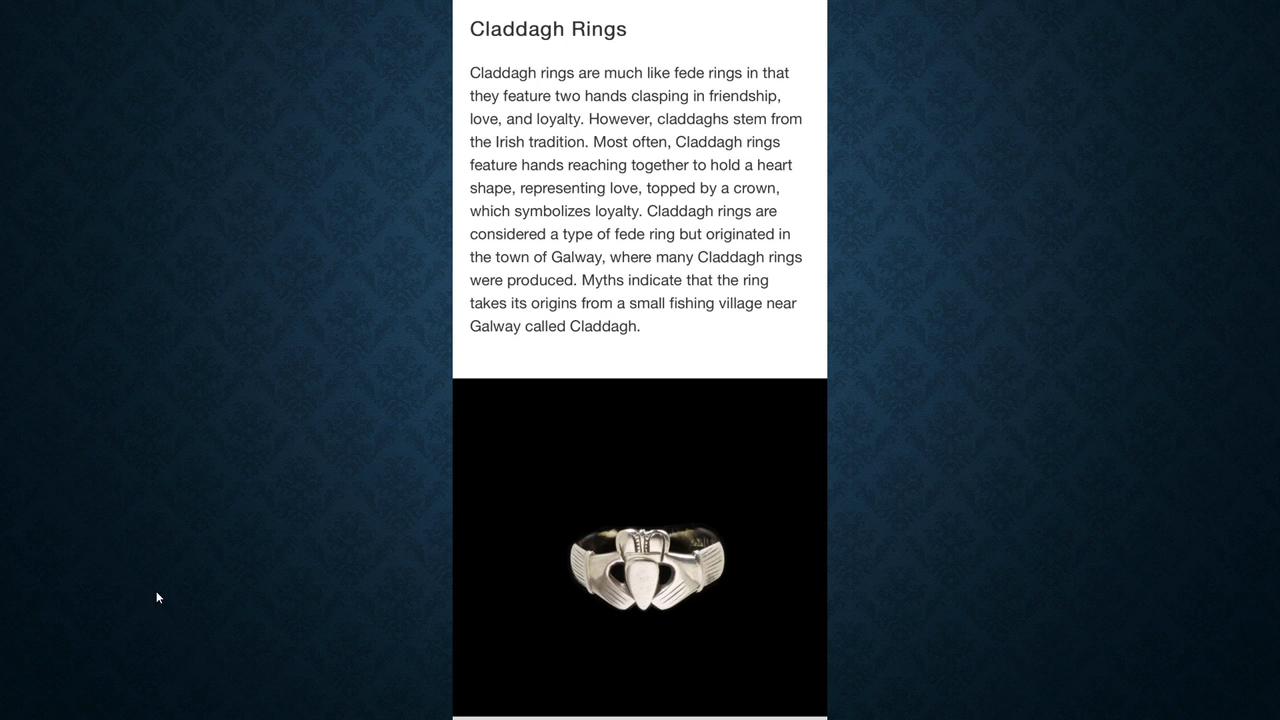 Claddagh Rings
Claddagh rings are much like fede rings in that
they feature two hands clasping in friendship,
love, and loyalty. However, claddaghs stem from
the Irish tradition. Most often, Claddagh rings
feature hands reaching together to hold a heart
shape, representing love, topped by a crown,
which symbolizes loyalty. Claddagh rings are
considered a type of fede ring but originated in
the town of Galway, where many Claddagh rings
were produced. Myths indicate that the ring
takes its origins from a small fishing village near
Galway called Claddagh.